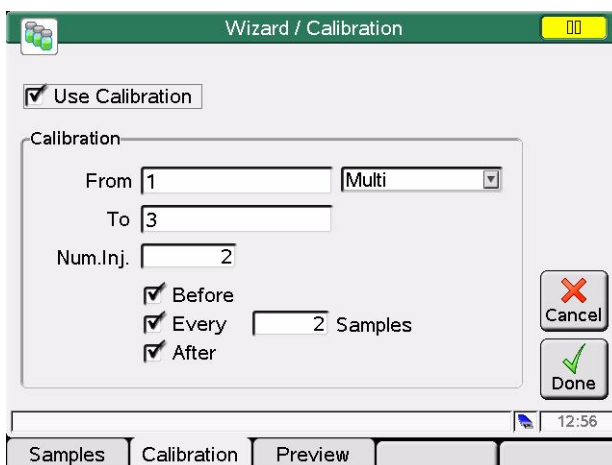 Wizard / Calibration
Use Calibration
Calibration
From 1 Multi
To 3
Num.Inj. 2
Before
Every 2 Samples
After
Cancel
Done
12:56
Samples Calibration Preview